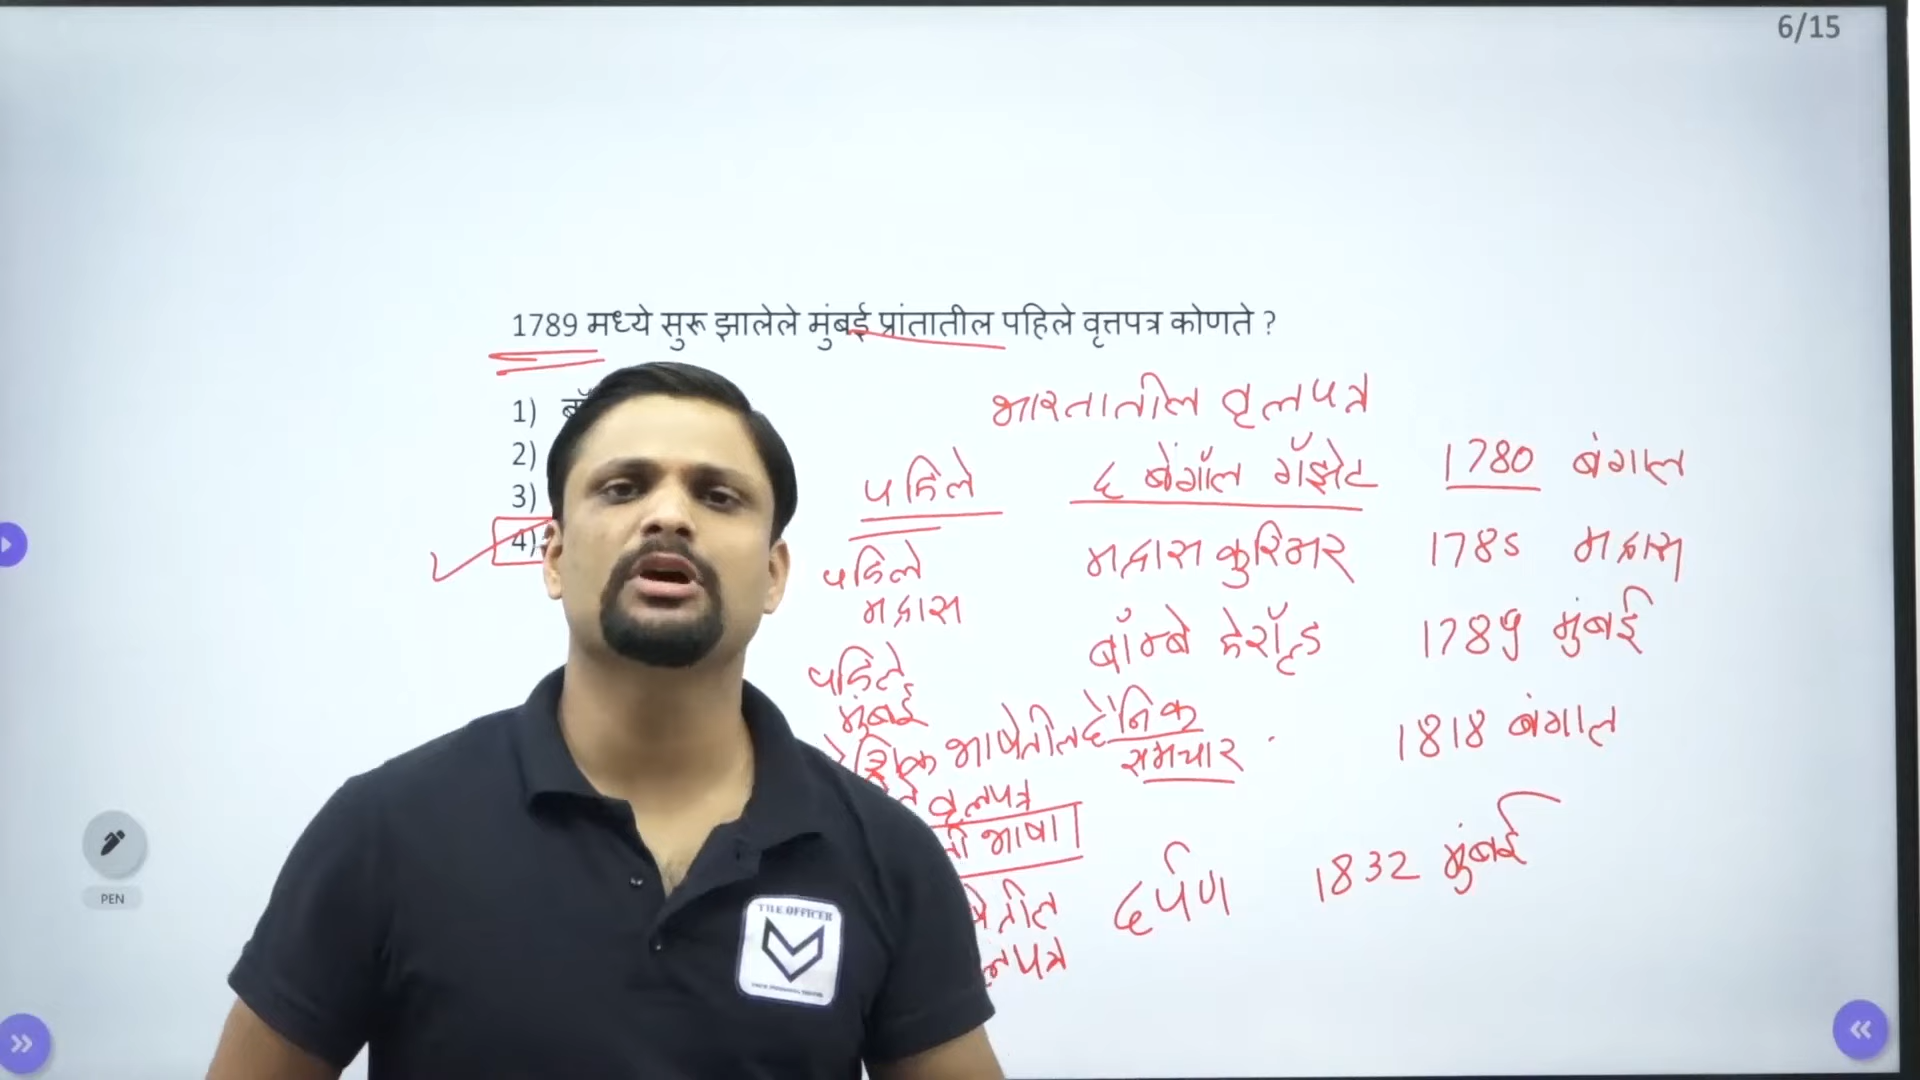 6/15
1789 मध्ये सुरू झालेले मुंबई प्रांतातील पहिले वृत्तपत्र कोणते ?
1) बॉ
2)
3)
4)
भारतातील वृत्तपत्र
पहिले द बेंगॉल गॅझेट 1780 बंगाल
पहिले मद्रास मद्रास कुरिअर 1785 मद्रास
पहिले मुंबई बॉम्बे हेरॉल्ड 1789 मुंबई
भाषेतील दैनिक समाचार 1818 बंगाल
वृत्तपत्र
भाषा
दर्पण 1832 मुंबई
PEN
THE OFFICER